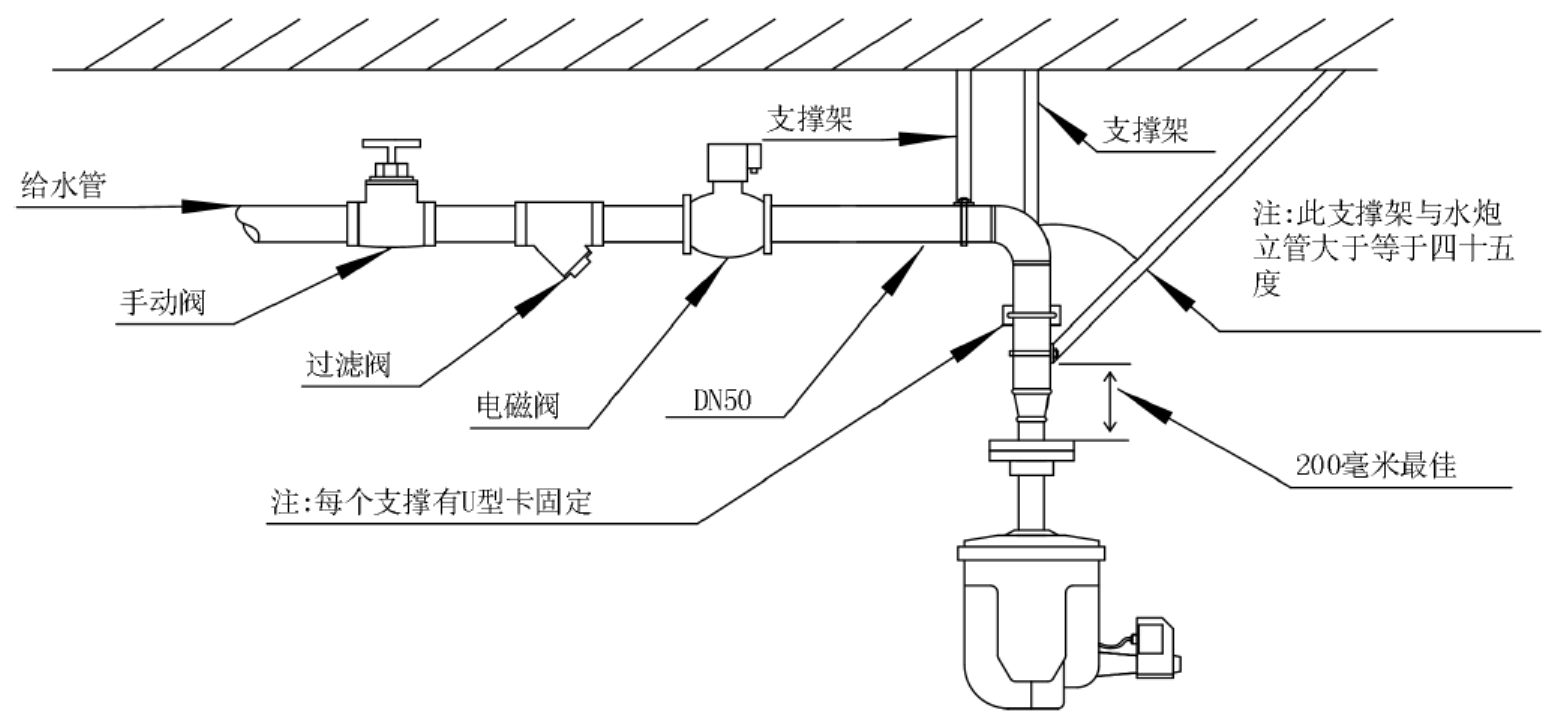 支撑架
支撑架
给水管
注:此支撑架与水炮
立管大于等于四十五
度
手动阀
过滤阀
电磁阀
DN50
200毫米最佳
注:每个支撑有U型卡固定